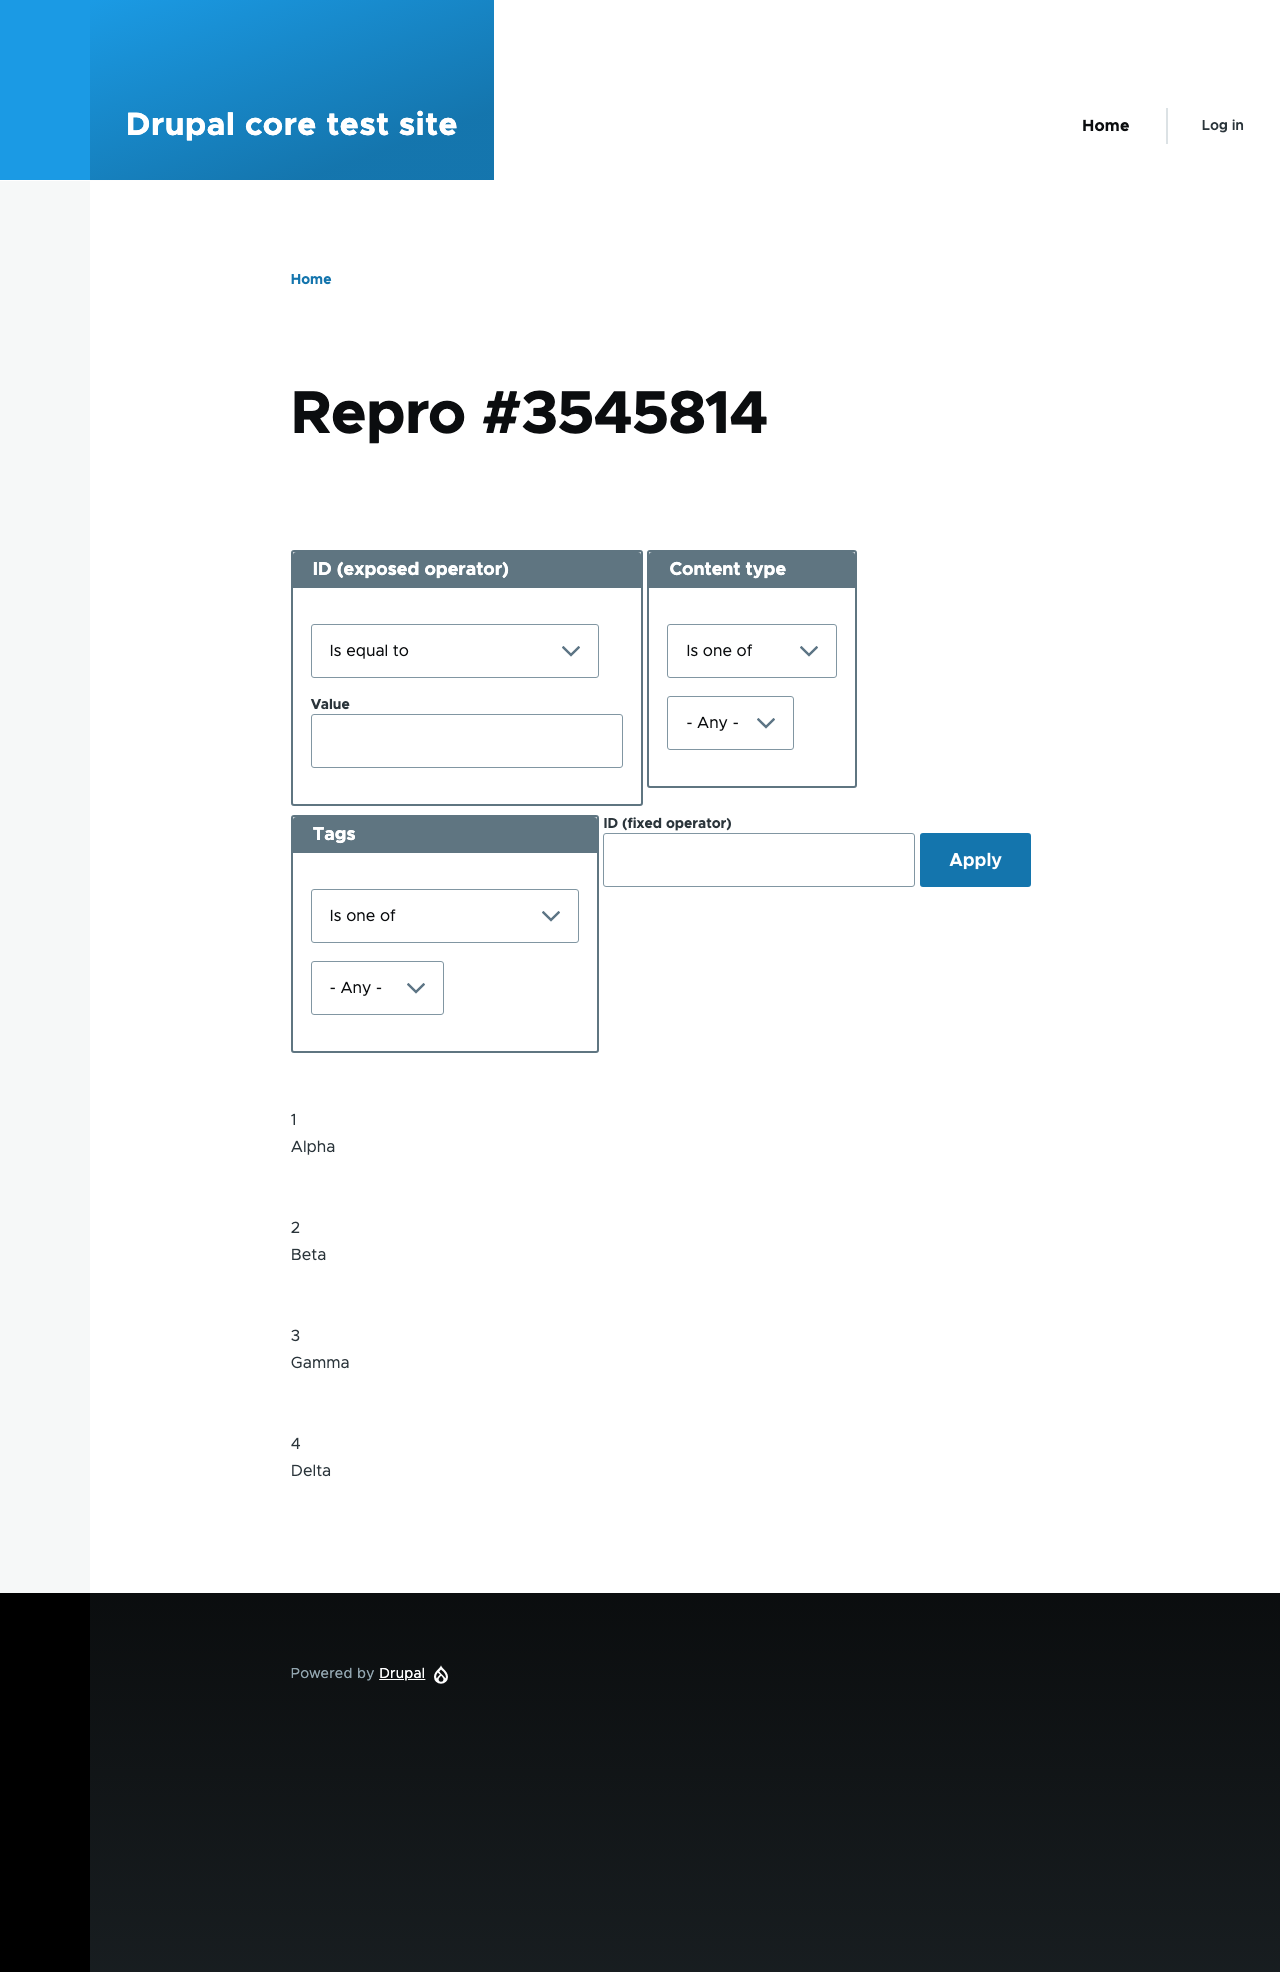 Drupal core test site
Home
Log in
Home
Repro #3545814
ID (exposed operator)
Content type
Is equal to
Is one of
Value
- Any -
Tags
ID (fixed operator)
Apply
Is one of
- Any -
1
Alpha
2
Beta
3
Gamma
4
Delta
Powered by Drupal